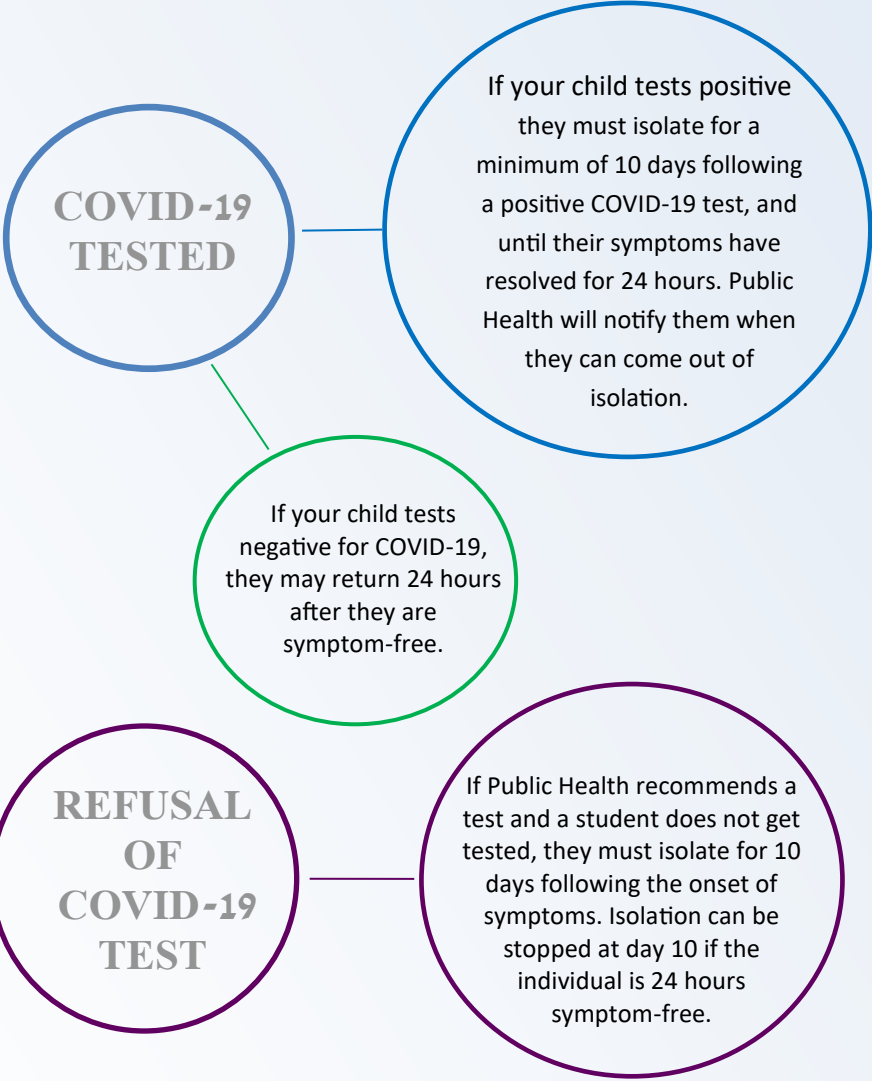 COVID-19
TESTED
If your child tests positive
they must isolate for a
minimum of 10 days following
a positive COVID-19 test, and
until their symptoms have
resolved for 24 hours. Public
Health will notify them when
they can come out of
isolation.
If your child tests
negative for COVID-19,
they may return 24 hours
after they are
symptom-free.
REFUSAL
OF
COVID-19
TEST
If Public Health recommends a
test and a student does not get
tested, they must isolate for 10
days following the onset of
symptoms. Isolation can be
stopped at day 10 if the
individual is 24 hours
symptom-free.